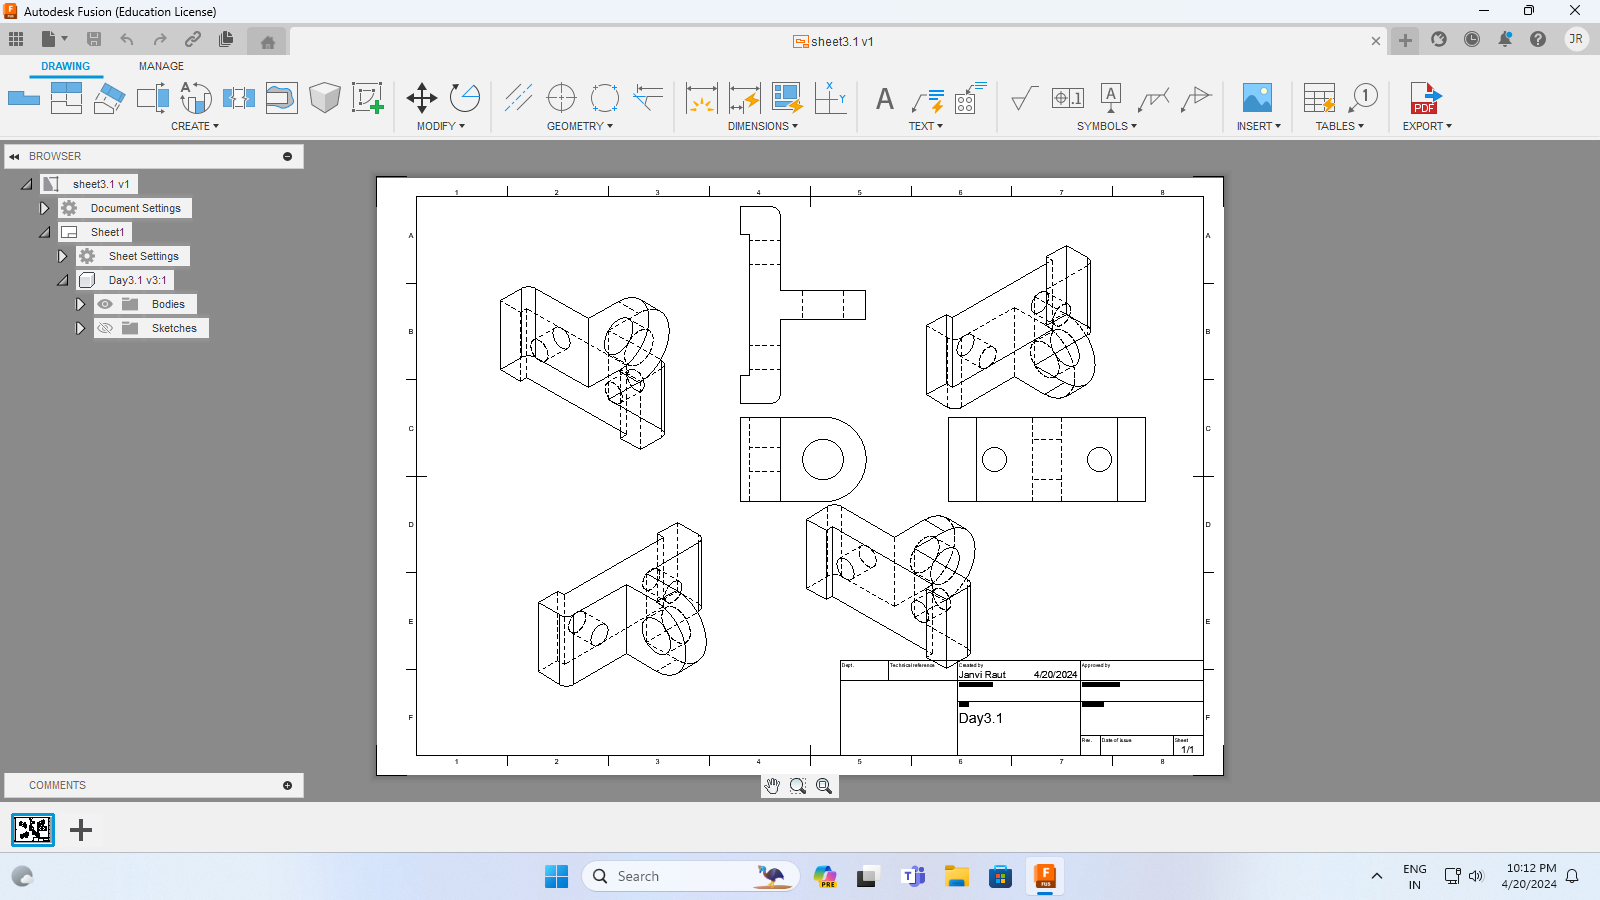 Autodesk Fusion (Education License)
sheet3.1 v1
JR
DRAWING
MANAGE
CREATE
MODIFY
GEOMETRY
DIMENSIONS
TEXT
SYMBOLS
INSERT
TABLES
PDF
EXPORT
BROWSER
sheet3.1 v1
Document Settings
Sheet1
Sheet Settings
Day3.1 v3:1
Bodies
Sketches
1 2 3 4 5 6 7 8
A A
B B
C C
D D
E E
F F
Dept.
Technical reference
Created by
Approved by
Janvi Raut 4/20/2024
Day3.1
Rev.
Date of issue
Sheet
1/1
1 2 3 4 5 6 7 8
COMMENTS
Search
PRE
FUS
ENG
IN
10:12 PM
4/20/2024